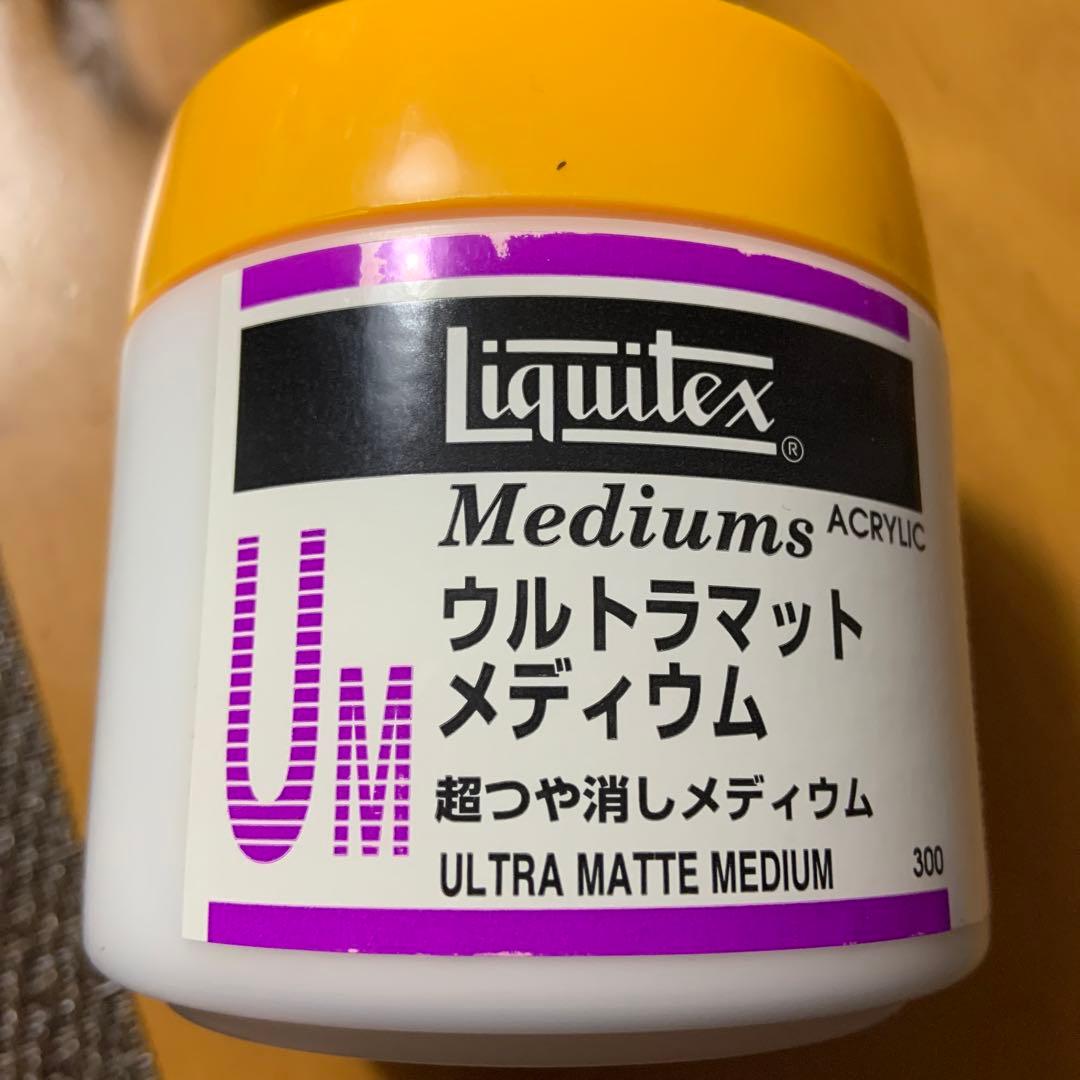 Liquitex®
Mediums ACRYLIC
UM
ウルトラマット
メディウム
超つや消しメディウム
ULTRA MATTE MEDIUM 300